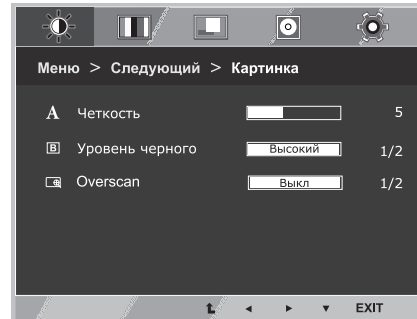 Меню > Следующий > Картинка
A Четкость 5
B Уровень черного Высокий 1/2
Overscan Выкл 1/2
EXIT